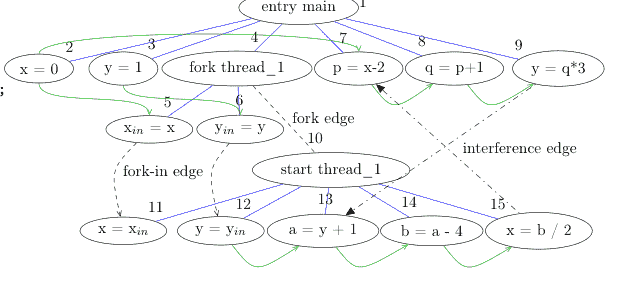 entry main
1
2
3
4
7
8
9
x = 0
y = 1
fork thread_1
p = x-2
q = p+1
y = q*3
;
5
6
x_in = x
y_in = y
fork edge
10
interference edge
fork-in edge
start thread_1
11
12
13
14
15
x = x_in
y = y_in
a = y + 1
b = a - 4
x = b / 2